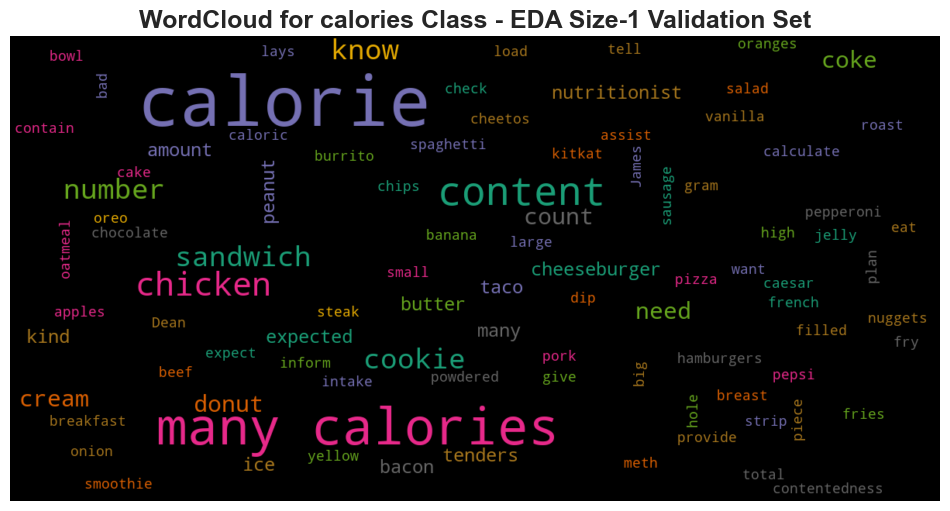 WordCloud for calories Class - EDA Size-1 Validation Set
bowl lays know load tell oranges coke
calorie
bad check nutritionist salad
contain caloric cheetos vanilla roast
amount spaghetti assist
burrito kitkat James calculate
cake peanut chips content sausage gram
number
oreo count pepperoni
chocolate banana large high jelly eat
oatmeal sandwich small cheeseburger pizza want plan
chicken taco caesar
apples steak butter dip need french
Dean many filled nuggets
kind expected fry
expect inform cookie pork hamburgers
beef intake powdered give big pepsi
cream donut breast
breakfast many calories hole strip piece fries
onion yellow tenders provide
ice bacon meth
smoothie total
contentedness